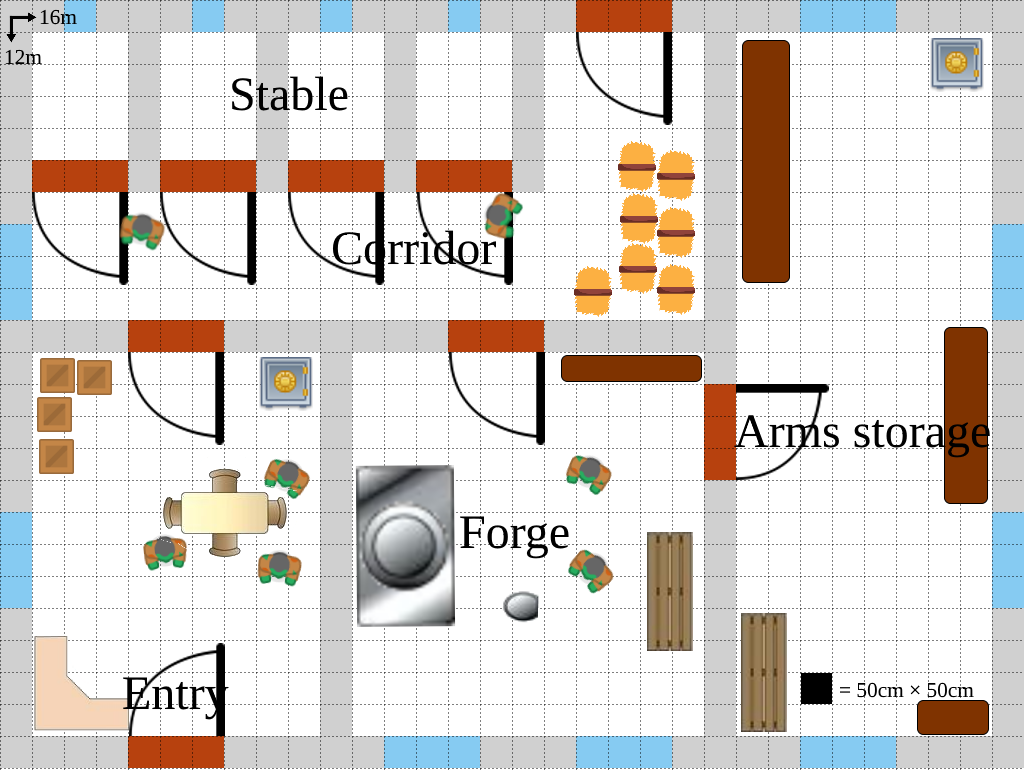 16m
12m
Stable
Corridor
Arms storage
Forge
Entry
= 50cm × 50cm